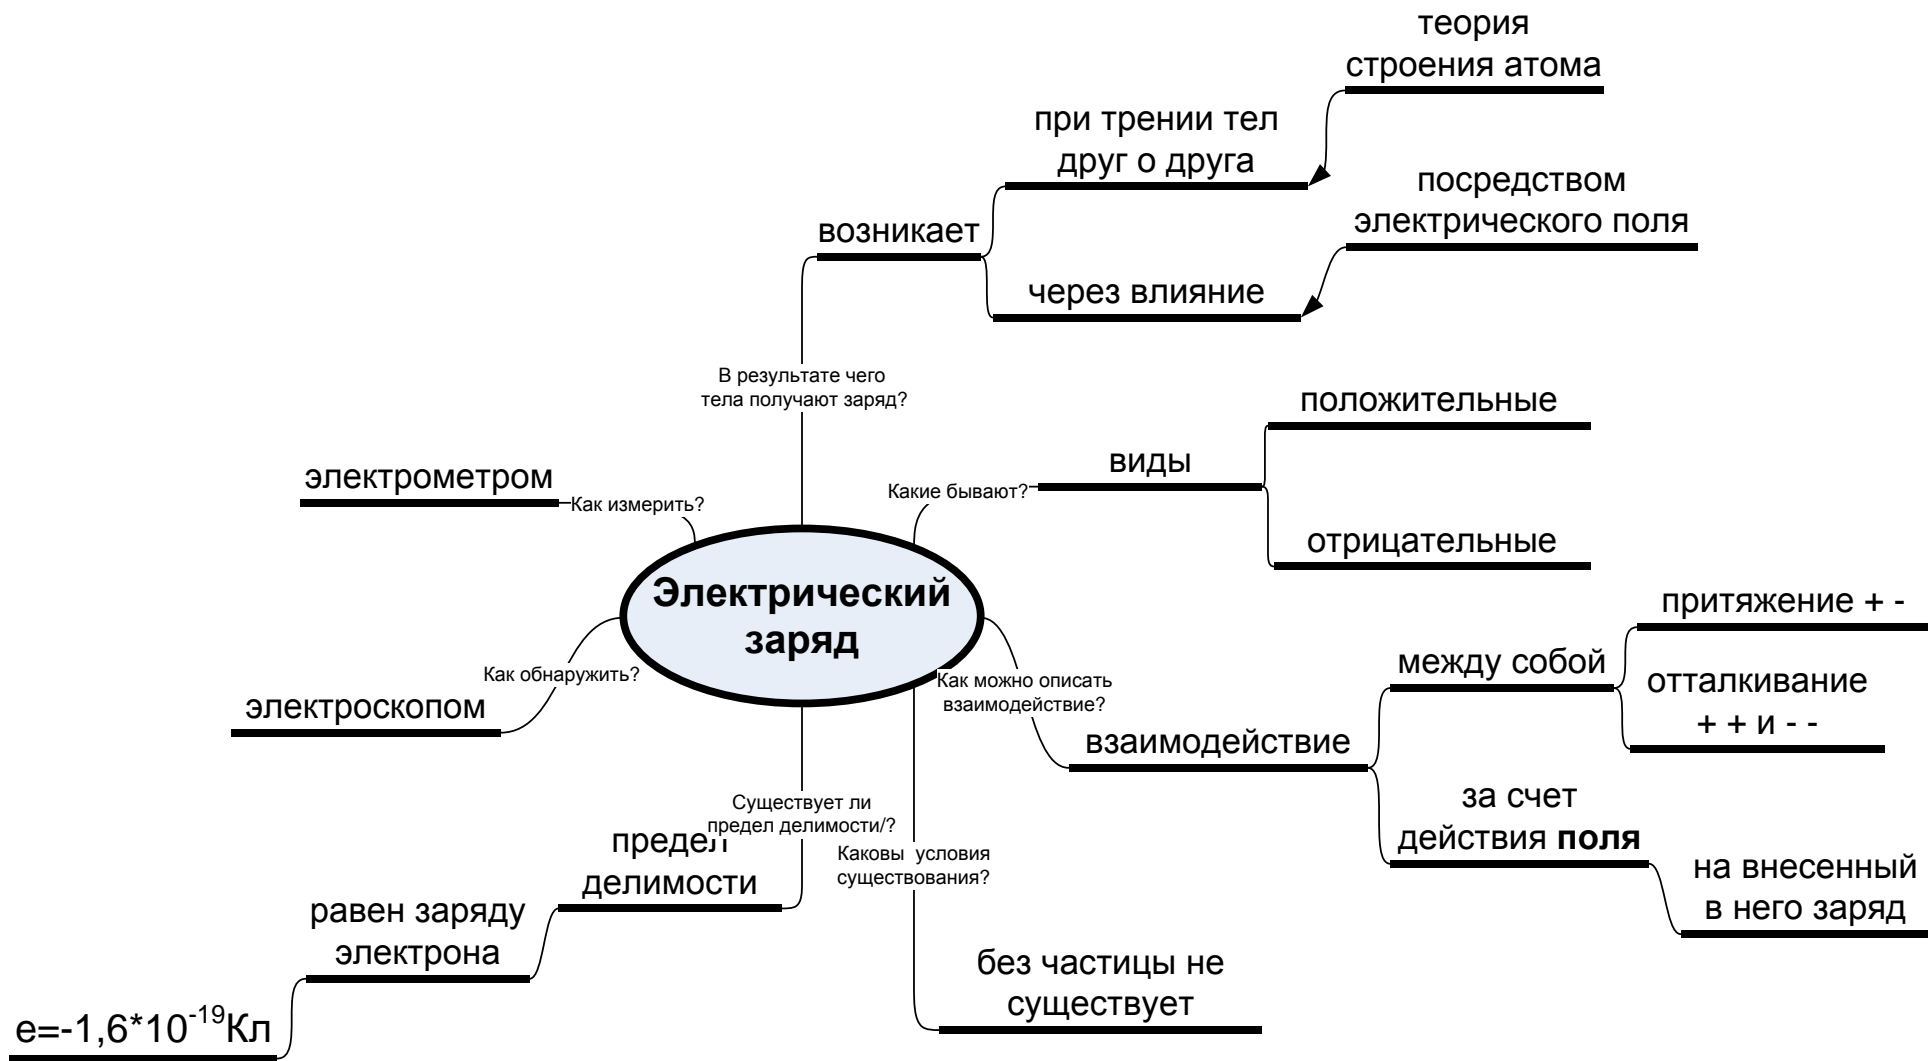 теория
строения атома
при трении тел
друг о друга
посредством
электрического поля
возникает
через влияние
В результате чего
тела получают заряд?
положительные
виды
Какие бывают?
отрицательные
электрометром
Как измерить?
Электрический
заряд
притяжение + -
между собой
отталкивание
+ + и - -
Как можно описать
взаимодействие?
взаимодействие
за счет
действия поля
на внесенный
в него заряд
Как обнаружить?
электроскопом
Существует ли
предел делимости/?
предел
делимости
Каковы условия
существования?
равен заряду
электрона
без частицы не
существует
e=-1,6*10⁻¹⁹Кл